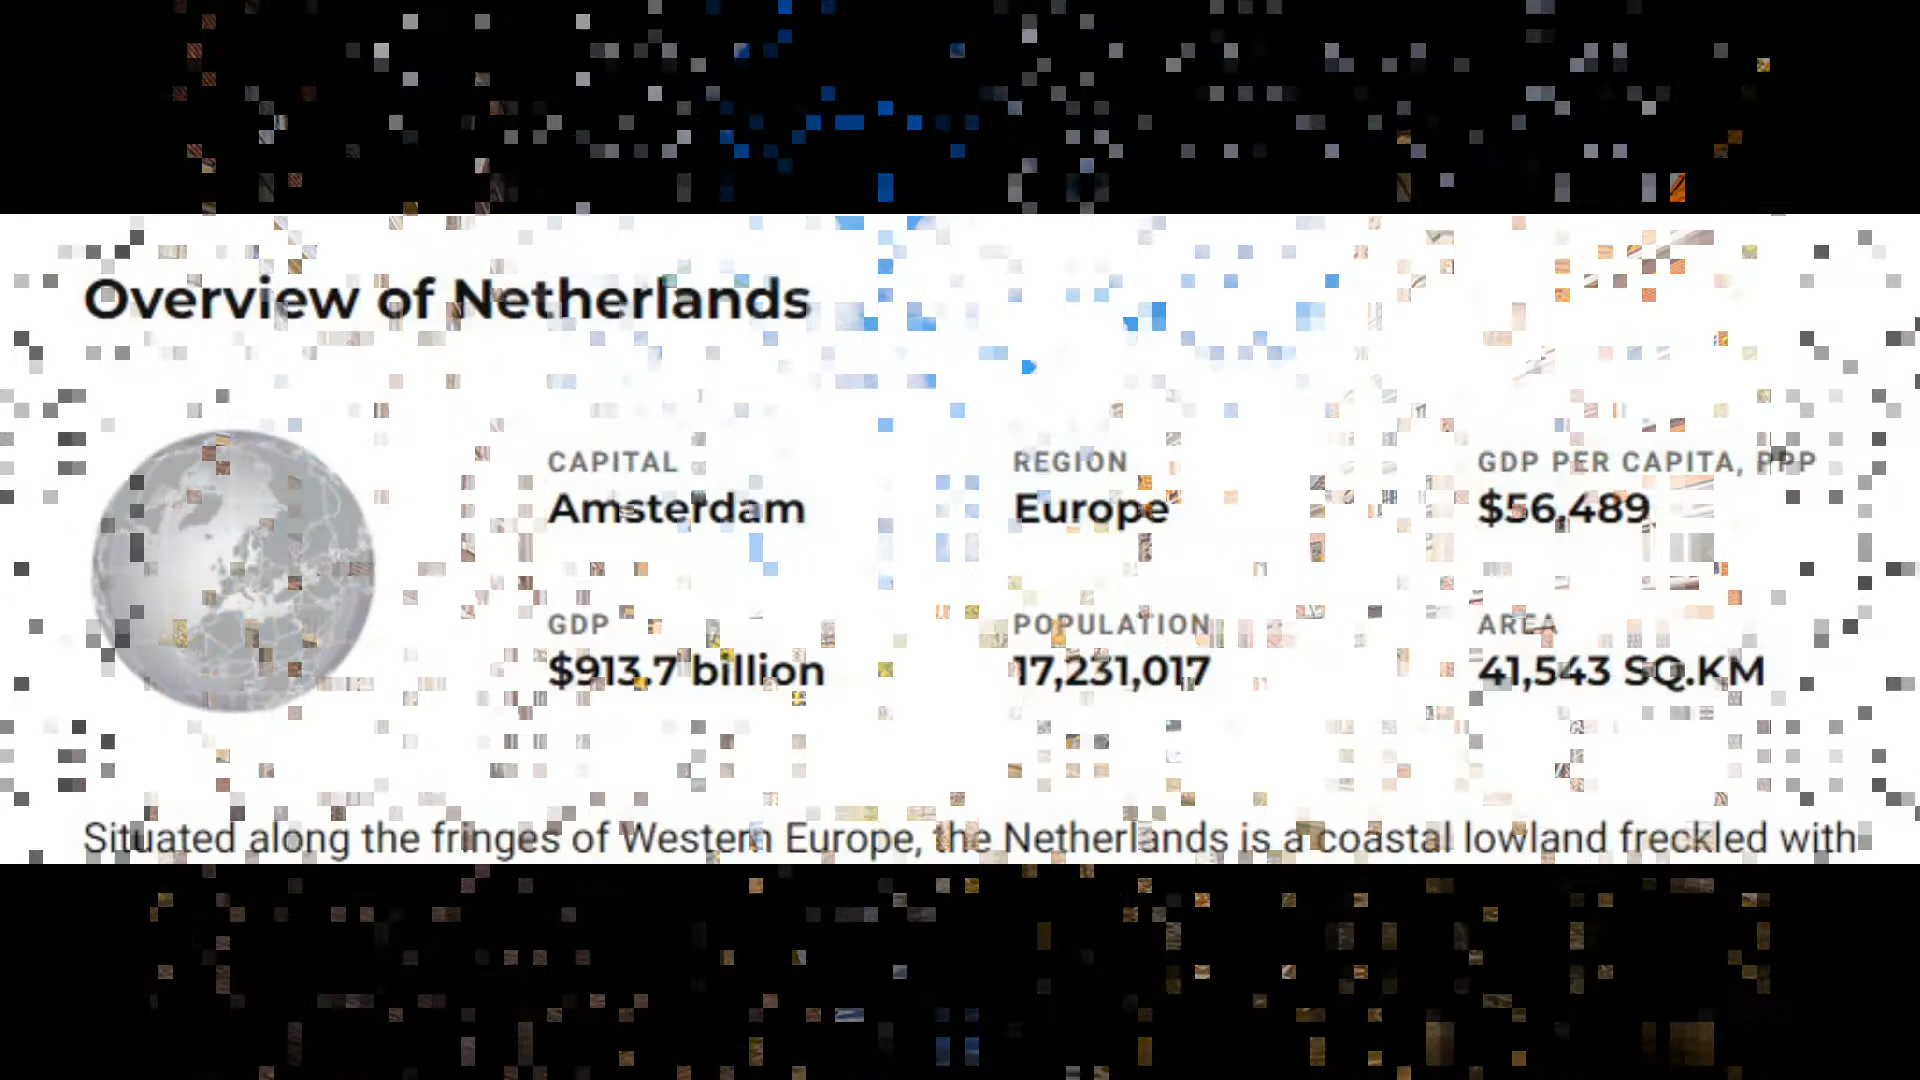 Overview of Netherlands
CAPITAL
Amsterdam
REGION
Europe
GDP PER CAPITA, PPP
$56,489
GDP
$913.7 billion
POPULATION
17,231,017
AREA
41,543 SQ.KM
Situated along the fringes of Western Europe, the Netherlands is a coastal lowland freckled with